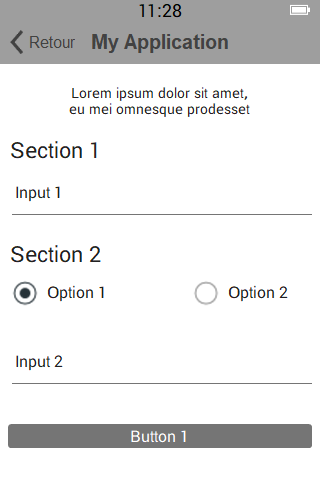 11:28
Retour My Application
Lorem ipsum dolor sit amet,
eu mei omnesque prodesset
Section 1
Input 1
Section 2
Option 1 Option 2
Input 2
Button 1